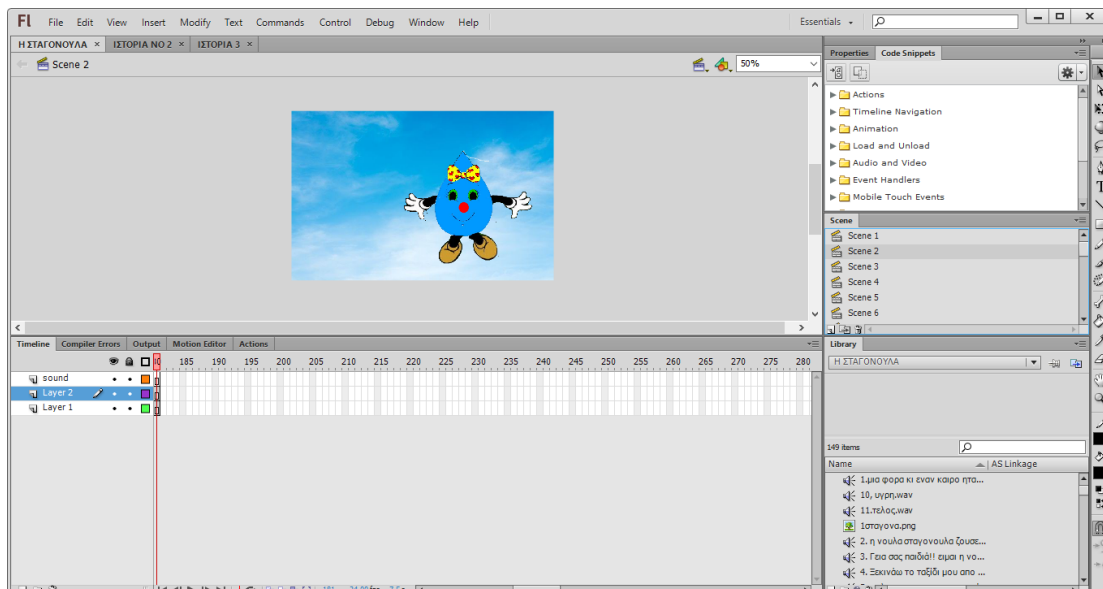 Fl File Edit View Insert Modify Text Commands Control Debug Window Help Essentials
Η ΣΤΑΓΟΝΟΥΛΑ × ΙΣΤΟΡΙΑ ΝΟ 2 × ΙΣΤΟΡΙΑ 3 ×
Scene 2 50%
Properties Code Snippets
Actions
Timeline Navigation
Animation
Load and Unload
Audio and Video
Event Handlers
Mobile Touch Events
Scene
Scene 1
Scene 2
Scene 3
Scene 4
Scene 5
Scene 6
Timeline Compiler Errors Output Motion Editor Actions
185 190 195 200 205 210 215 220 225 230 235 240 245 250 255 260 265 270 275 280
sound
Layer 2
Layer 1
Library
Η ΣΤΑΓΟΝΟΥΛΑ
149 items
Name AS Linkage
1.μια φορα κι εναν καιρο ητα...
10, υγρη.wav
11.τελος.wav
1σταγονα.png
2. η νουλα σταγονουλα ζουσε...
3. Γεια σας παιδιά!! ειμαι η νο...
4. Ξεκινάω το ταξίδι μου απο ...